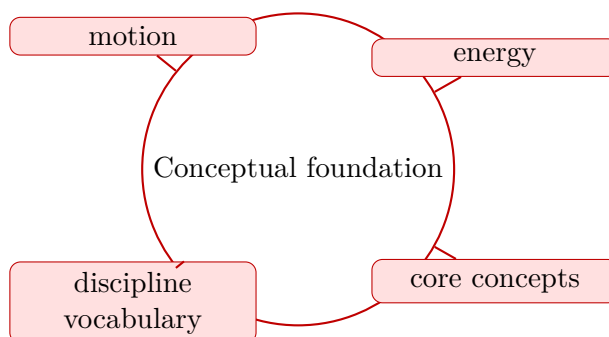 motion
energy
Conceptual foundation
discipline
vocabulary
core concepts